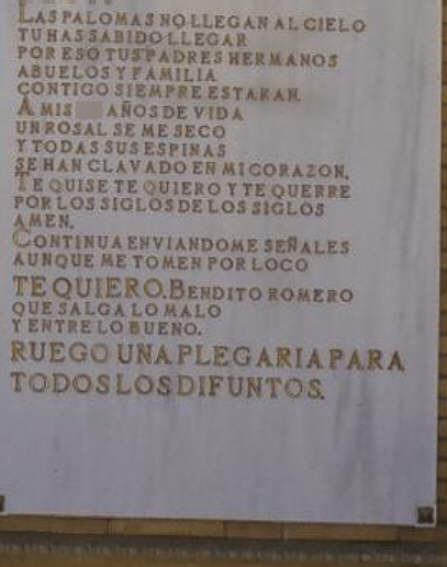 LAS PALOMAS NO LLEGAN AL CIELO
TU HAS SABIDO LLEGAR
POR ESO TUS PADRES HERMANOS
ABUELOS Y FAMILIA
CONTIGO SIEMPRE ESTARAN.
A MIS AÑOS DE VIDA
UN ROSAL SE ME SECO
Y TODAS SUS ESPINAS
SE HAN CLAVADO EN MI CORAZON.
TE QUISE TE QUIERO Y TE QUERRE
POR LOS SIGLOS DE LOS SIGLOS
AMEN.
CONTINUA ENVIANDOME SEÑALES
AUNQUE ME TOMEN POR LOCO
TE QUIERO. BENDITO ROMERO
QUE SALGA LO MALO
Y ENTRE LO BUENO.
RUEGO UNA PLEGARIA PARA
TODOS LOS DIFUNTOS.